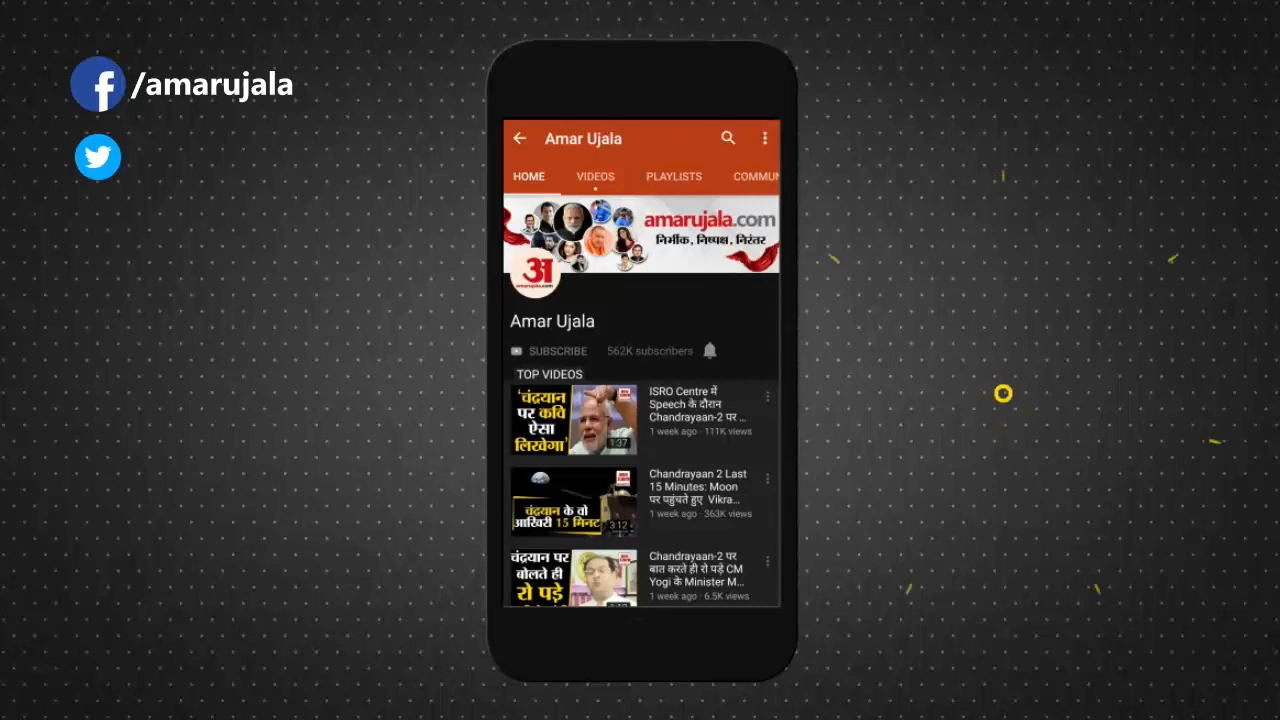 /amarujala
Amar Ujala
HOME VIDEOS PLAYLISTS COMMUN
amarujala.com
निर्भीक, निष्पक्ष, निरंतर
अ
amarujala.com
Amar Ujala
SUBSCRIBE 562K subscribers
TOP VIDEOS
'चंद्रयान
पर कवि
ऐसा
लिखेगा'
1:37
ISRO Centre में
Speech के दौरान
Chandrayaan-2 पर ...
1 week ago · 111K views
चंद्रयान के वो
आखिरी 15 मिनट
3:12
Chandrayaan 2 Last
15 Minutes: Moon
पर पहुंचते हुए Vikra...
1 week ago · 363K views
चंद्रयान पर
बोलते ही
रो पड़े
Chandrayaan-2 पर
बात करते ही रो पड़े CM
Yogi के Minister M...
1 week ago · 6.5K views